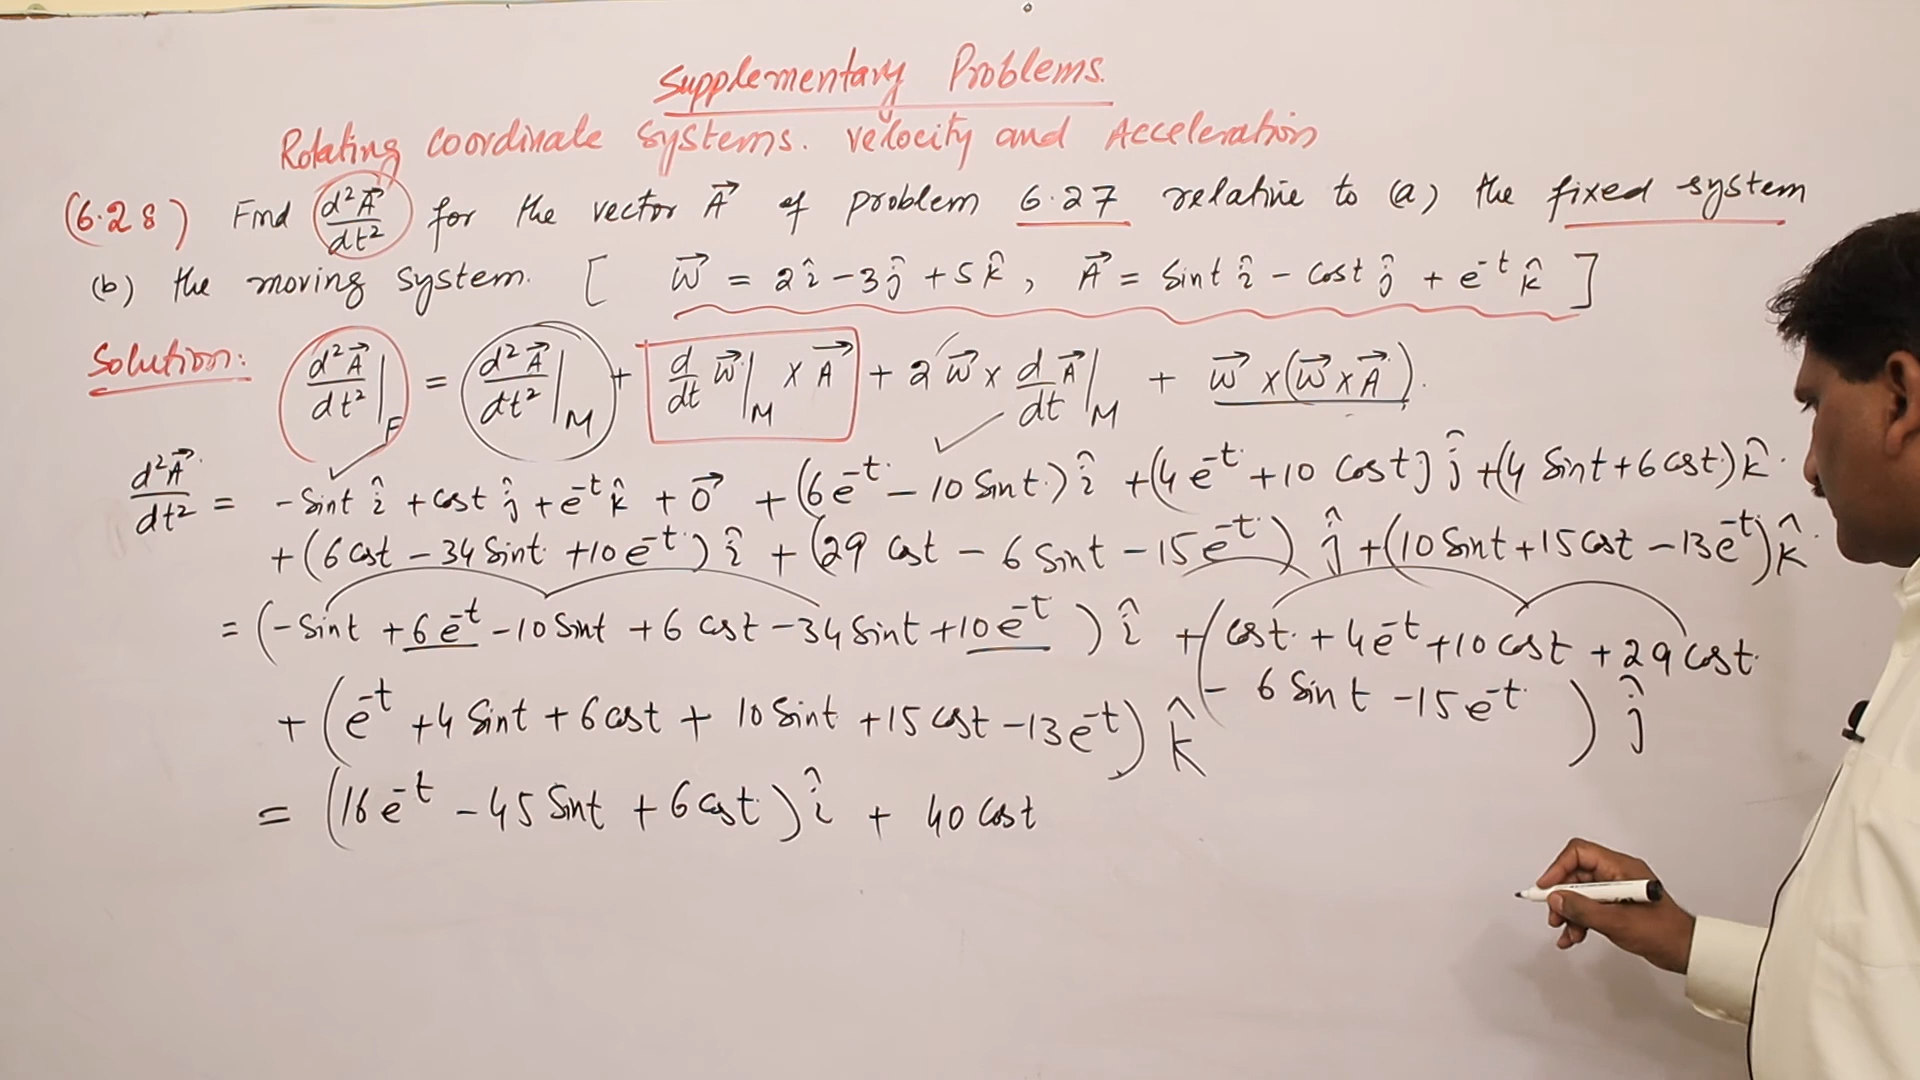 Supplementary Problems.
Rotating coordinate systems. velocity and Acceleration
(6.28) Find d²A⃗/dt² for the vector A⃗ of problem 6.27 relative to (a) the fixed system
(b) the moving system. [ w⃗ = 2î - 3ĵ + 5k̂, A⃗ = Sint î - cost ĵ + e^-t k̂ ]
Solution: d²A⃗/dt²|F = d²A⃗/dt²|M + d/dt w⃗|M × A⃗ + 2w⃗ × d/dt A⃗|M + w⃗ × (w⃗ × A⃗).
d²A⃗/dt² = -Sint î + cost ĵ + e^-t k̂ + 0⃗ + (6e^-t - 10 Sint) î + (4e^-t + 10 Cost) ĵ + (4 Sint + 6 cost) k̂
+ (6 cost - 34 Sint + 10e^-t) î + (29 cost - 6 Sint - 15e^-t) ĵ + (10 Sint + 15 cost - 13e^-t) k̂
= (-Sint + 6e^-t - 10 Sint + 6 cost - 34 Sint + 10e^-t) î + (cost + 4e^-t + 10 cost + 29 cost
- 6 Sint - 15e^-t) ĵ
+ (e^-t + 4 Sint + 6 cost + 10 Sint + 15 cost - 13e^-t) k̂
= (16e^-t - 45 Sint + 6 cost) î + 40 cost